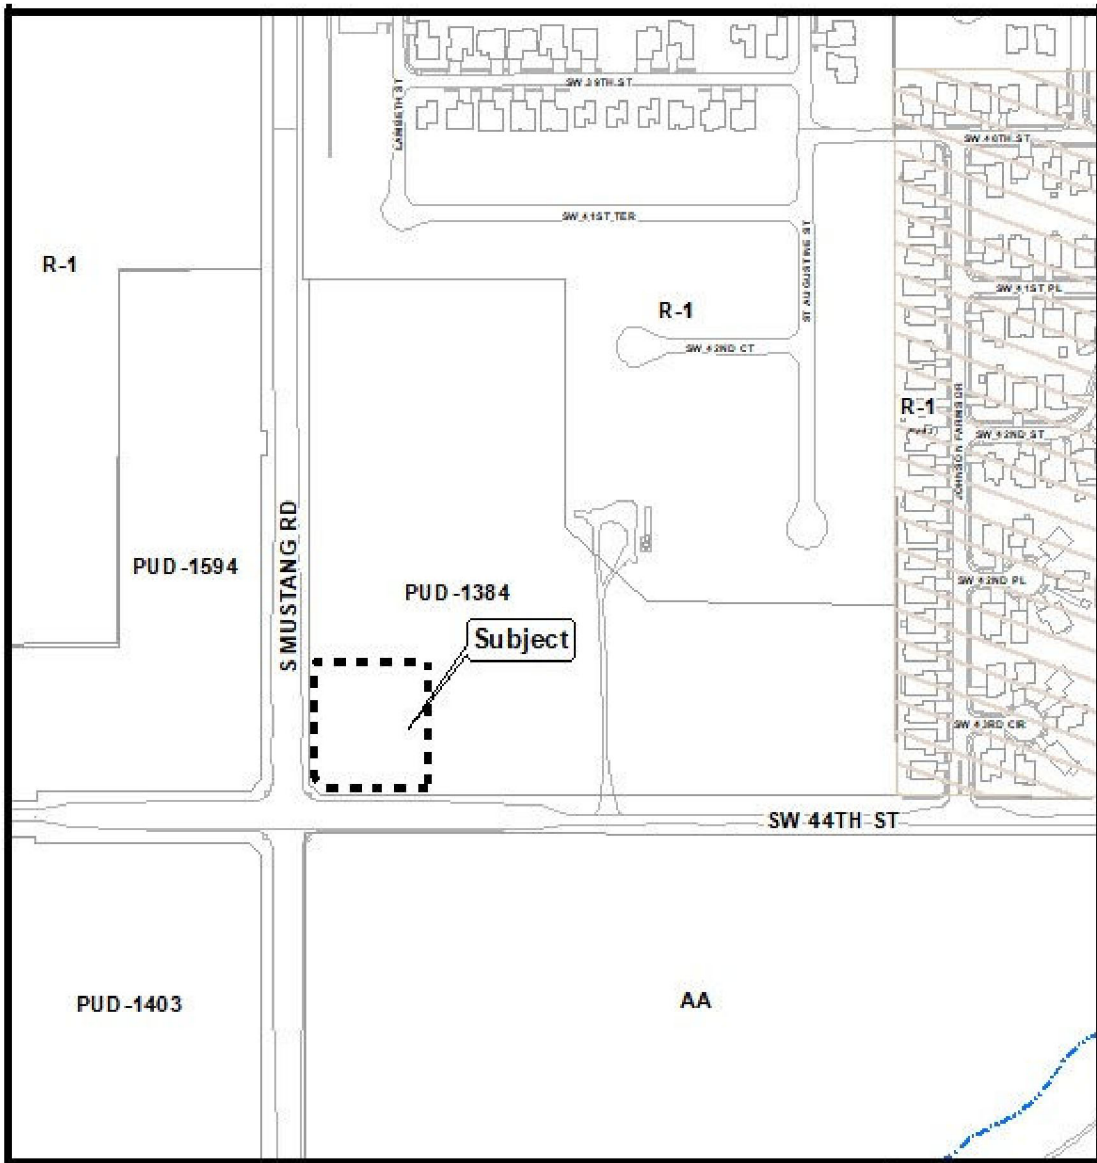 SW 39TH ST
LAMBETH ST
SW 40TH ST
SW 41ST TER
ST AUGUSTINE ST
R-1
SW 41ST PL
R-1
SW 42ND CT
R-1
JOHNSON FARMS DR
SW 42ND ST
S MUSTANG RD
PUD-1594
PUD-1384
SW 42ND PL
Subject
SW 43RD CIR
SW 44TH ST
PUD-1403
AA